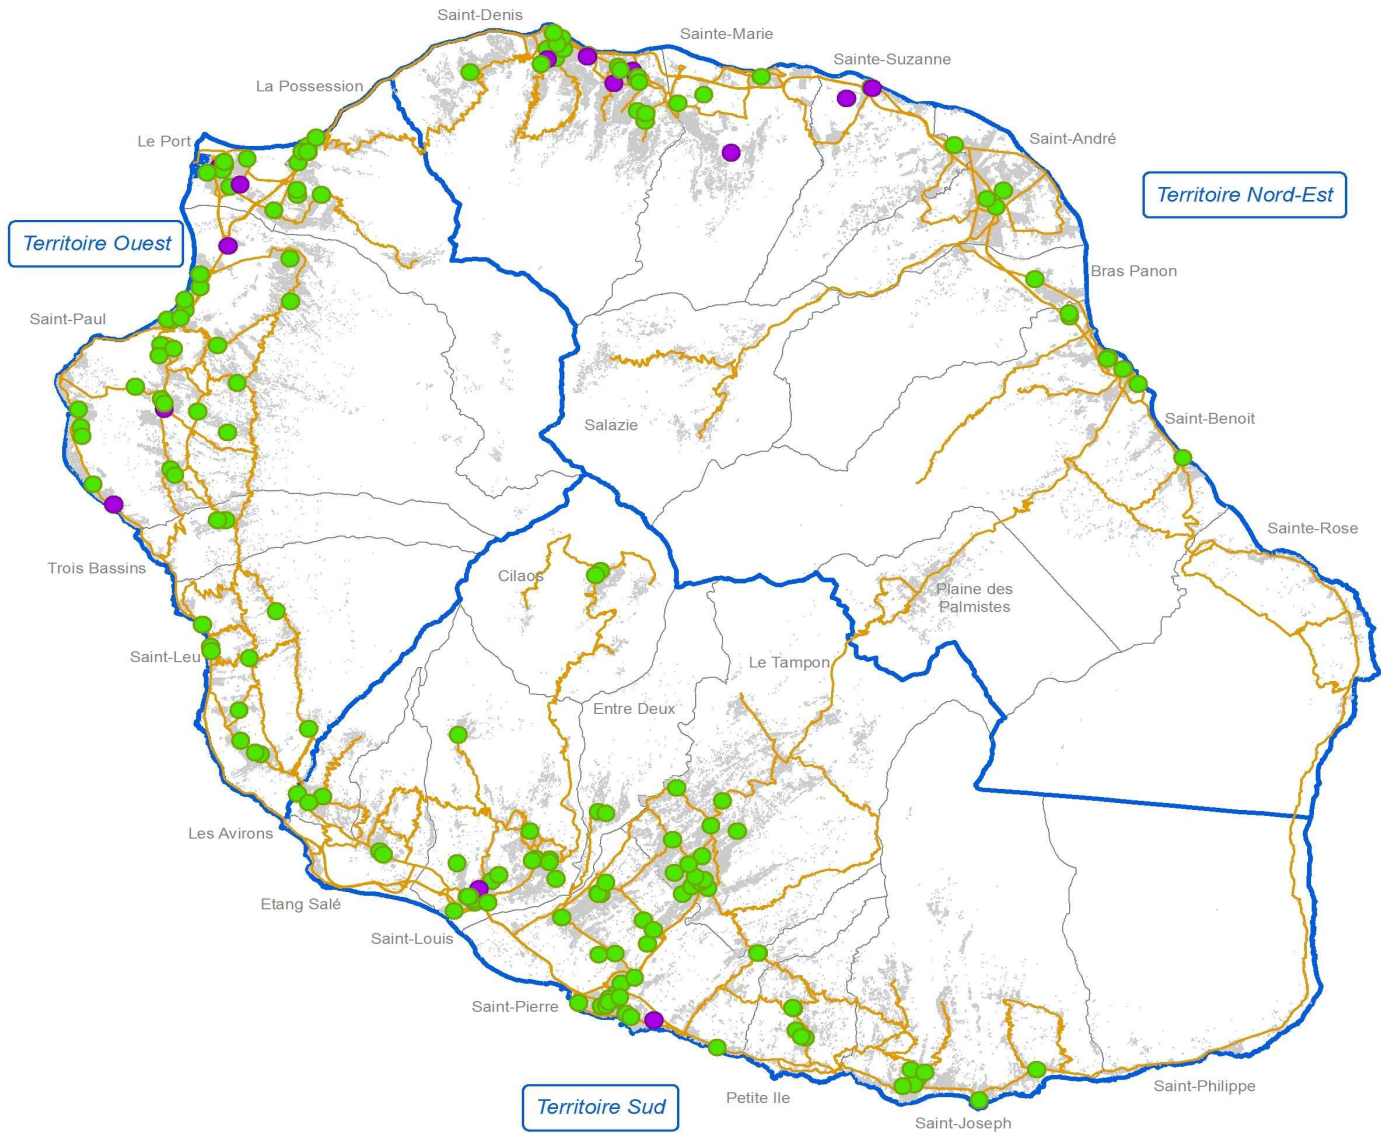 Saint-Denis
Sainte-Marie
Sainte-Suzanne
La Possession
Le Port
Saint-André
Territoire Nord-Est
Territoire Ouest
Bras Panon
Saint-Paul
Salazie
Saint-Benoit
Sainte-Rose
Trois Bassins
Cilaos
Plaine des
Palmistes
Saint-Leu
Le Tampon
Entre Deux
Les Avirons
Etang Salé
Saint-Louis
Saint-Pierre
Petite Ile
Saint-Philippe
Territoire Sud
Saint-Joseph